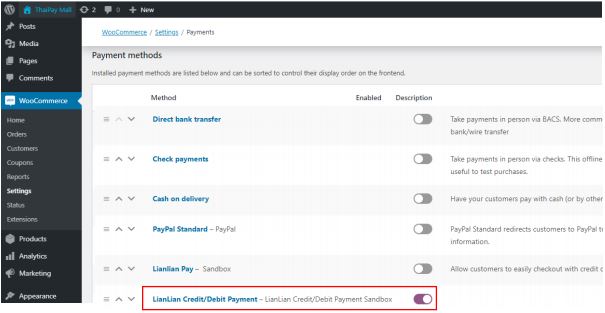 ThaiPay Mall 2 0 + New
Posts
Media
Pages
Comments
WooCommerce
Home
Orders
Customers
Coupons
Reports
Settings
Status
Extensions
Products
Analytics
Marketing
Appearance
WooCommerce / Settings / Payments
Payment methods
Installed payment methods are listed below and can be sorted to control their display order on the frontend.
Method Enabled Description
Direct bank transfer Take payments in person via BACS. More comm
bank/wire transfer
Check payments Take payments in person via checks. This offline
useful to test purchases.
Cash on delivery Have your customers pay with cash (or by other
PayPal Standard – PayPal PayPal Standard redirects customers to PayPal t
information.
Lianlian Pay – Sandbox Allow customers to easily checkout with credit
LianLian Credit/Debit Payment – LianLian Credit/Debit Payment Sandbox